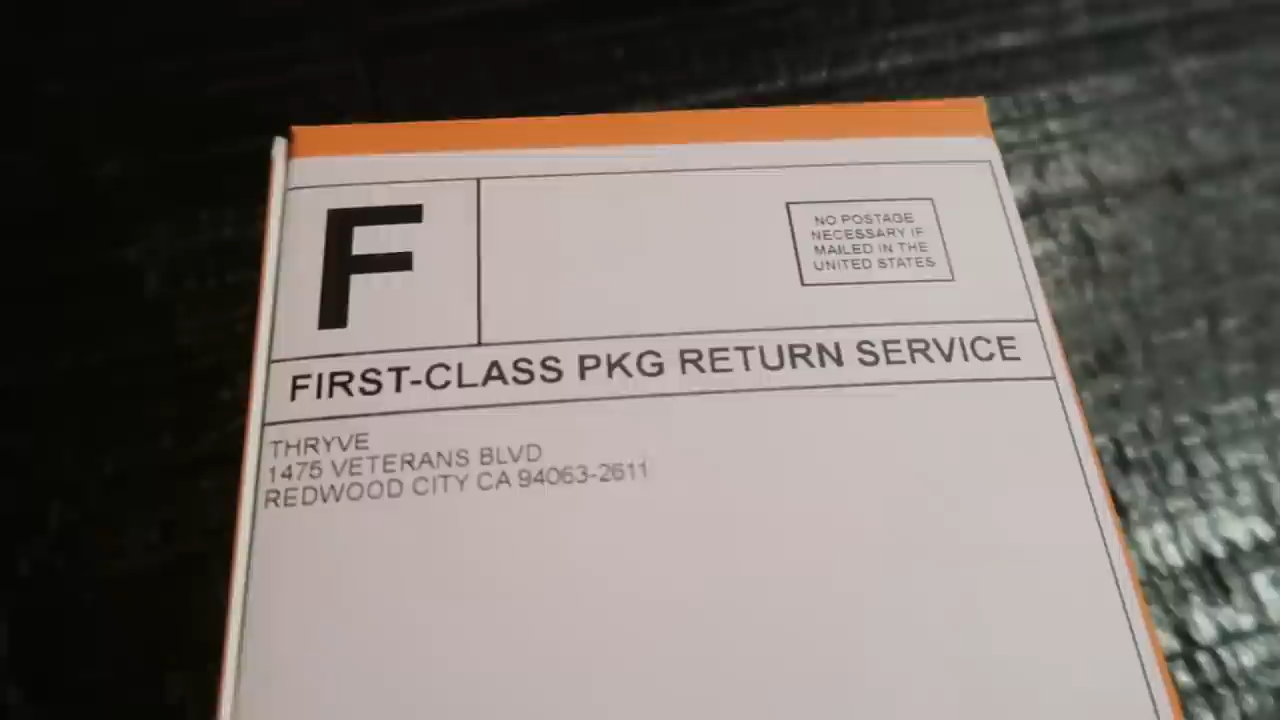 F
NO POSTAGE
NECESSARY IF
MAILED IN THE
UNITED STATES
FIRST-CLASS PKG RETURN SERVICE
THRYVE
1475 VETERANS BLVD
REDWOOD CITY CA 94063-2611